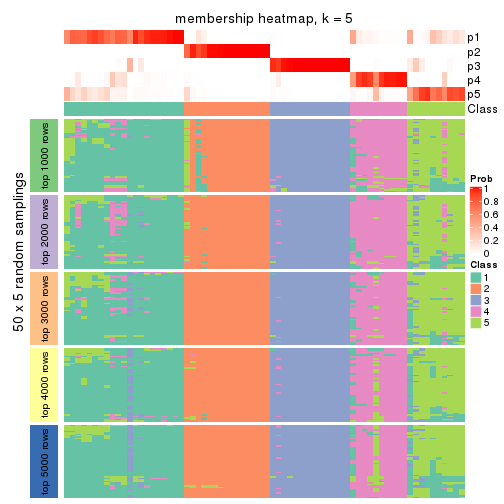 membership heatmap, k = 5
p1
p2
p3
p4
p5
Class
50 x 5 random samplings
top 1000 rows
top 2000 rows
top 3000 rows
top 4000 rows
top 5000 rows
Prob
1
0.8
0.6
0.4
0.2
0
Class
1
2
3
4
5